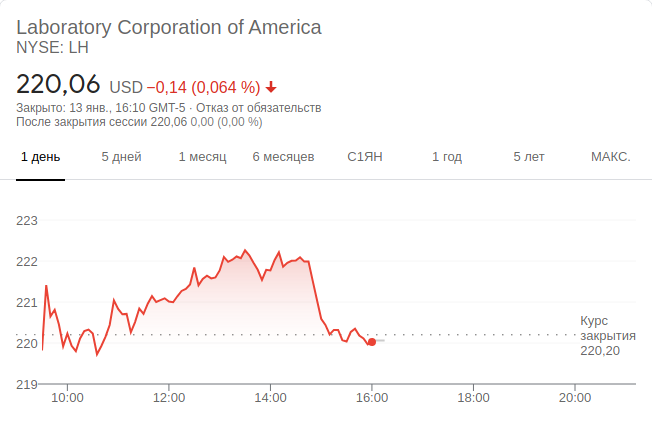 Laboratory Corporation of America
NYSE: LH
220,06 USD −0,14 (0,064 %)
Закрыто: 13 янв., 16:10 GMT-5 · Отказ от обязательств
После закрытия сессии 220,06 0,00 (0,00 %)
1 день 5 дней 1 месяц 6 месяцев С1ЯН 1 год 5 лет МАКС.
223
222
221
220
219
Курс
закрытия
220,20
10:00 12:00 14:00 16:00 18:00 20:00